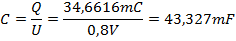 C = Q/U = 34,6616mC/0,8V = 43,327mF